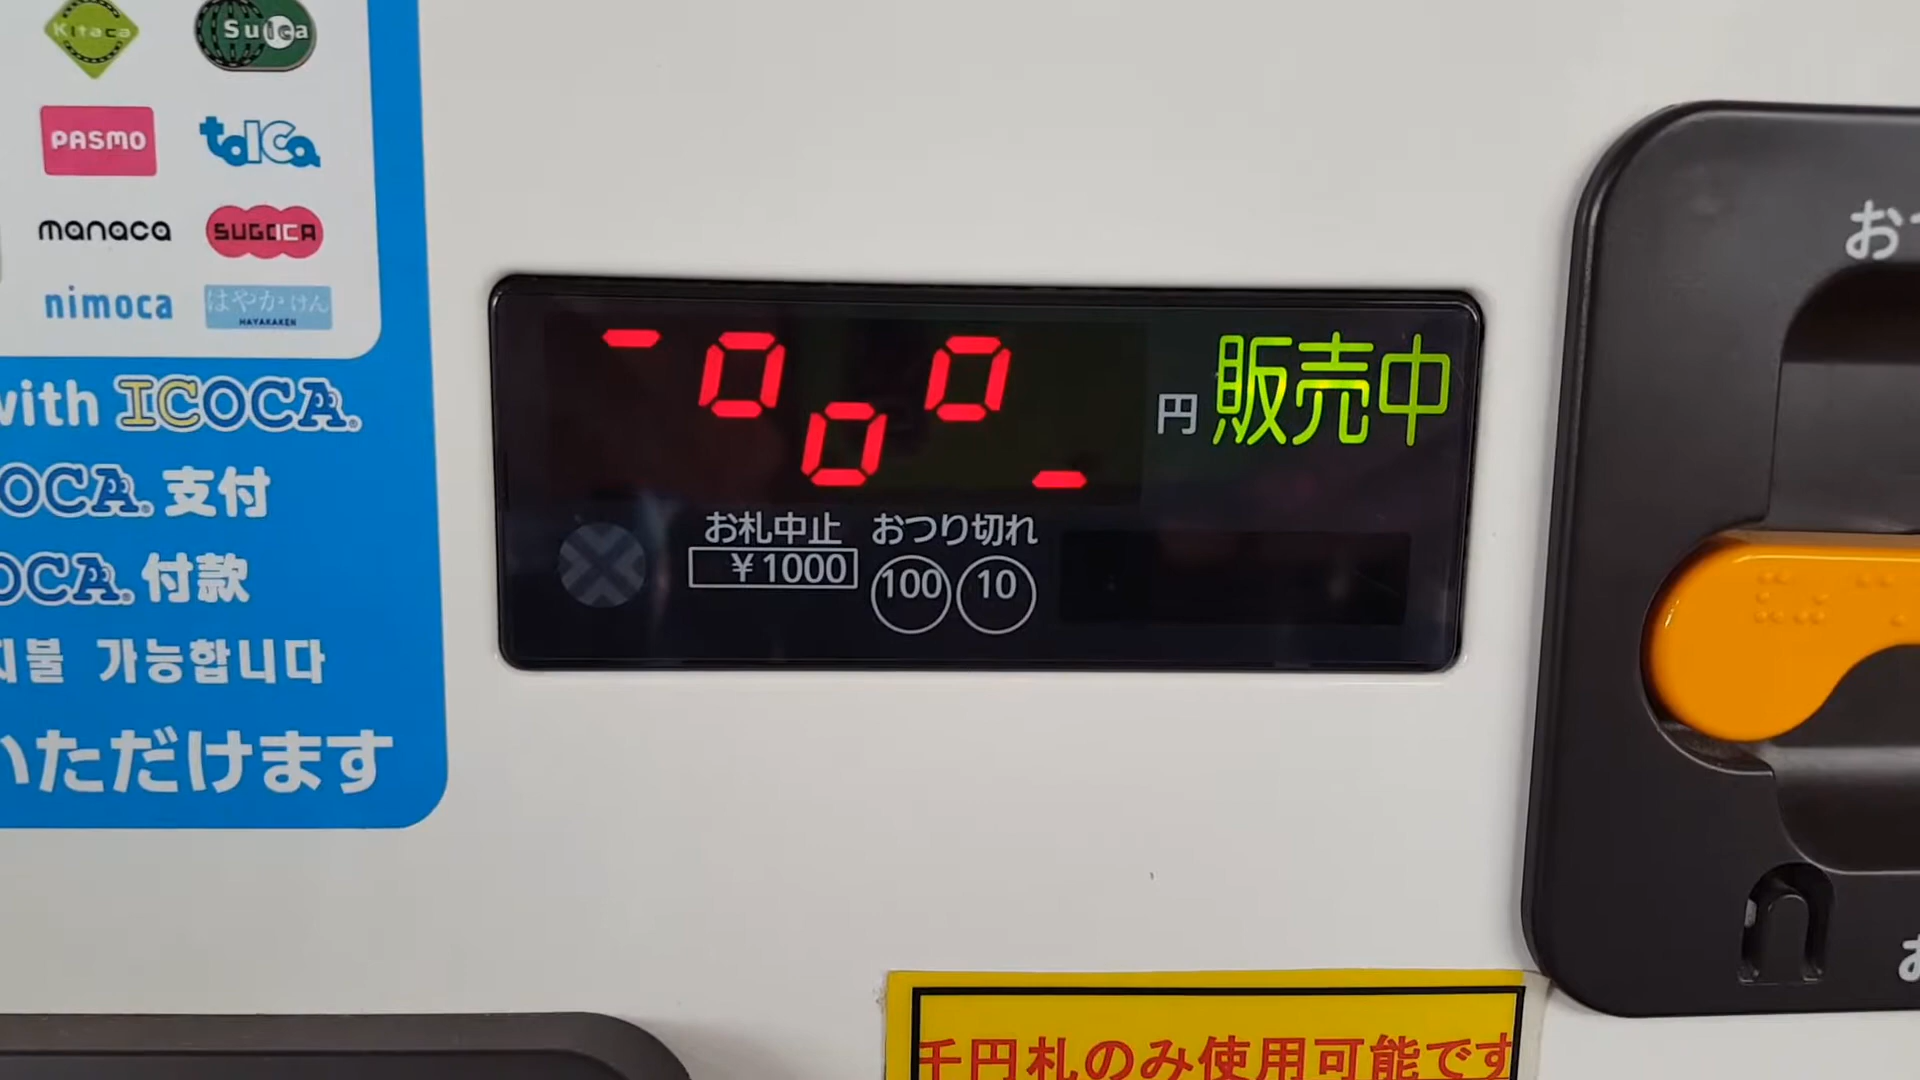 Kitaca Suica
PASMO toICa
manaca SUGOCA
nimoca はやかけん
HAYAKAKEN
with ICOCA
OCA 支付
OCA 付款
지불 가능합니다
いただけます
円 販売中
お札中止 おつり切れ
¥1000 100 10
お
千円札のみ使用可能です